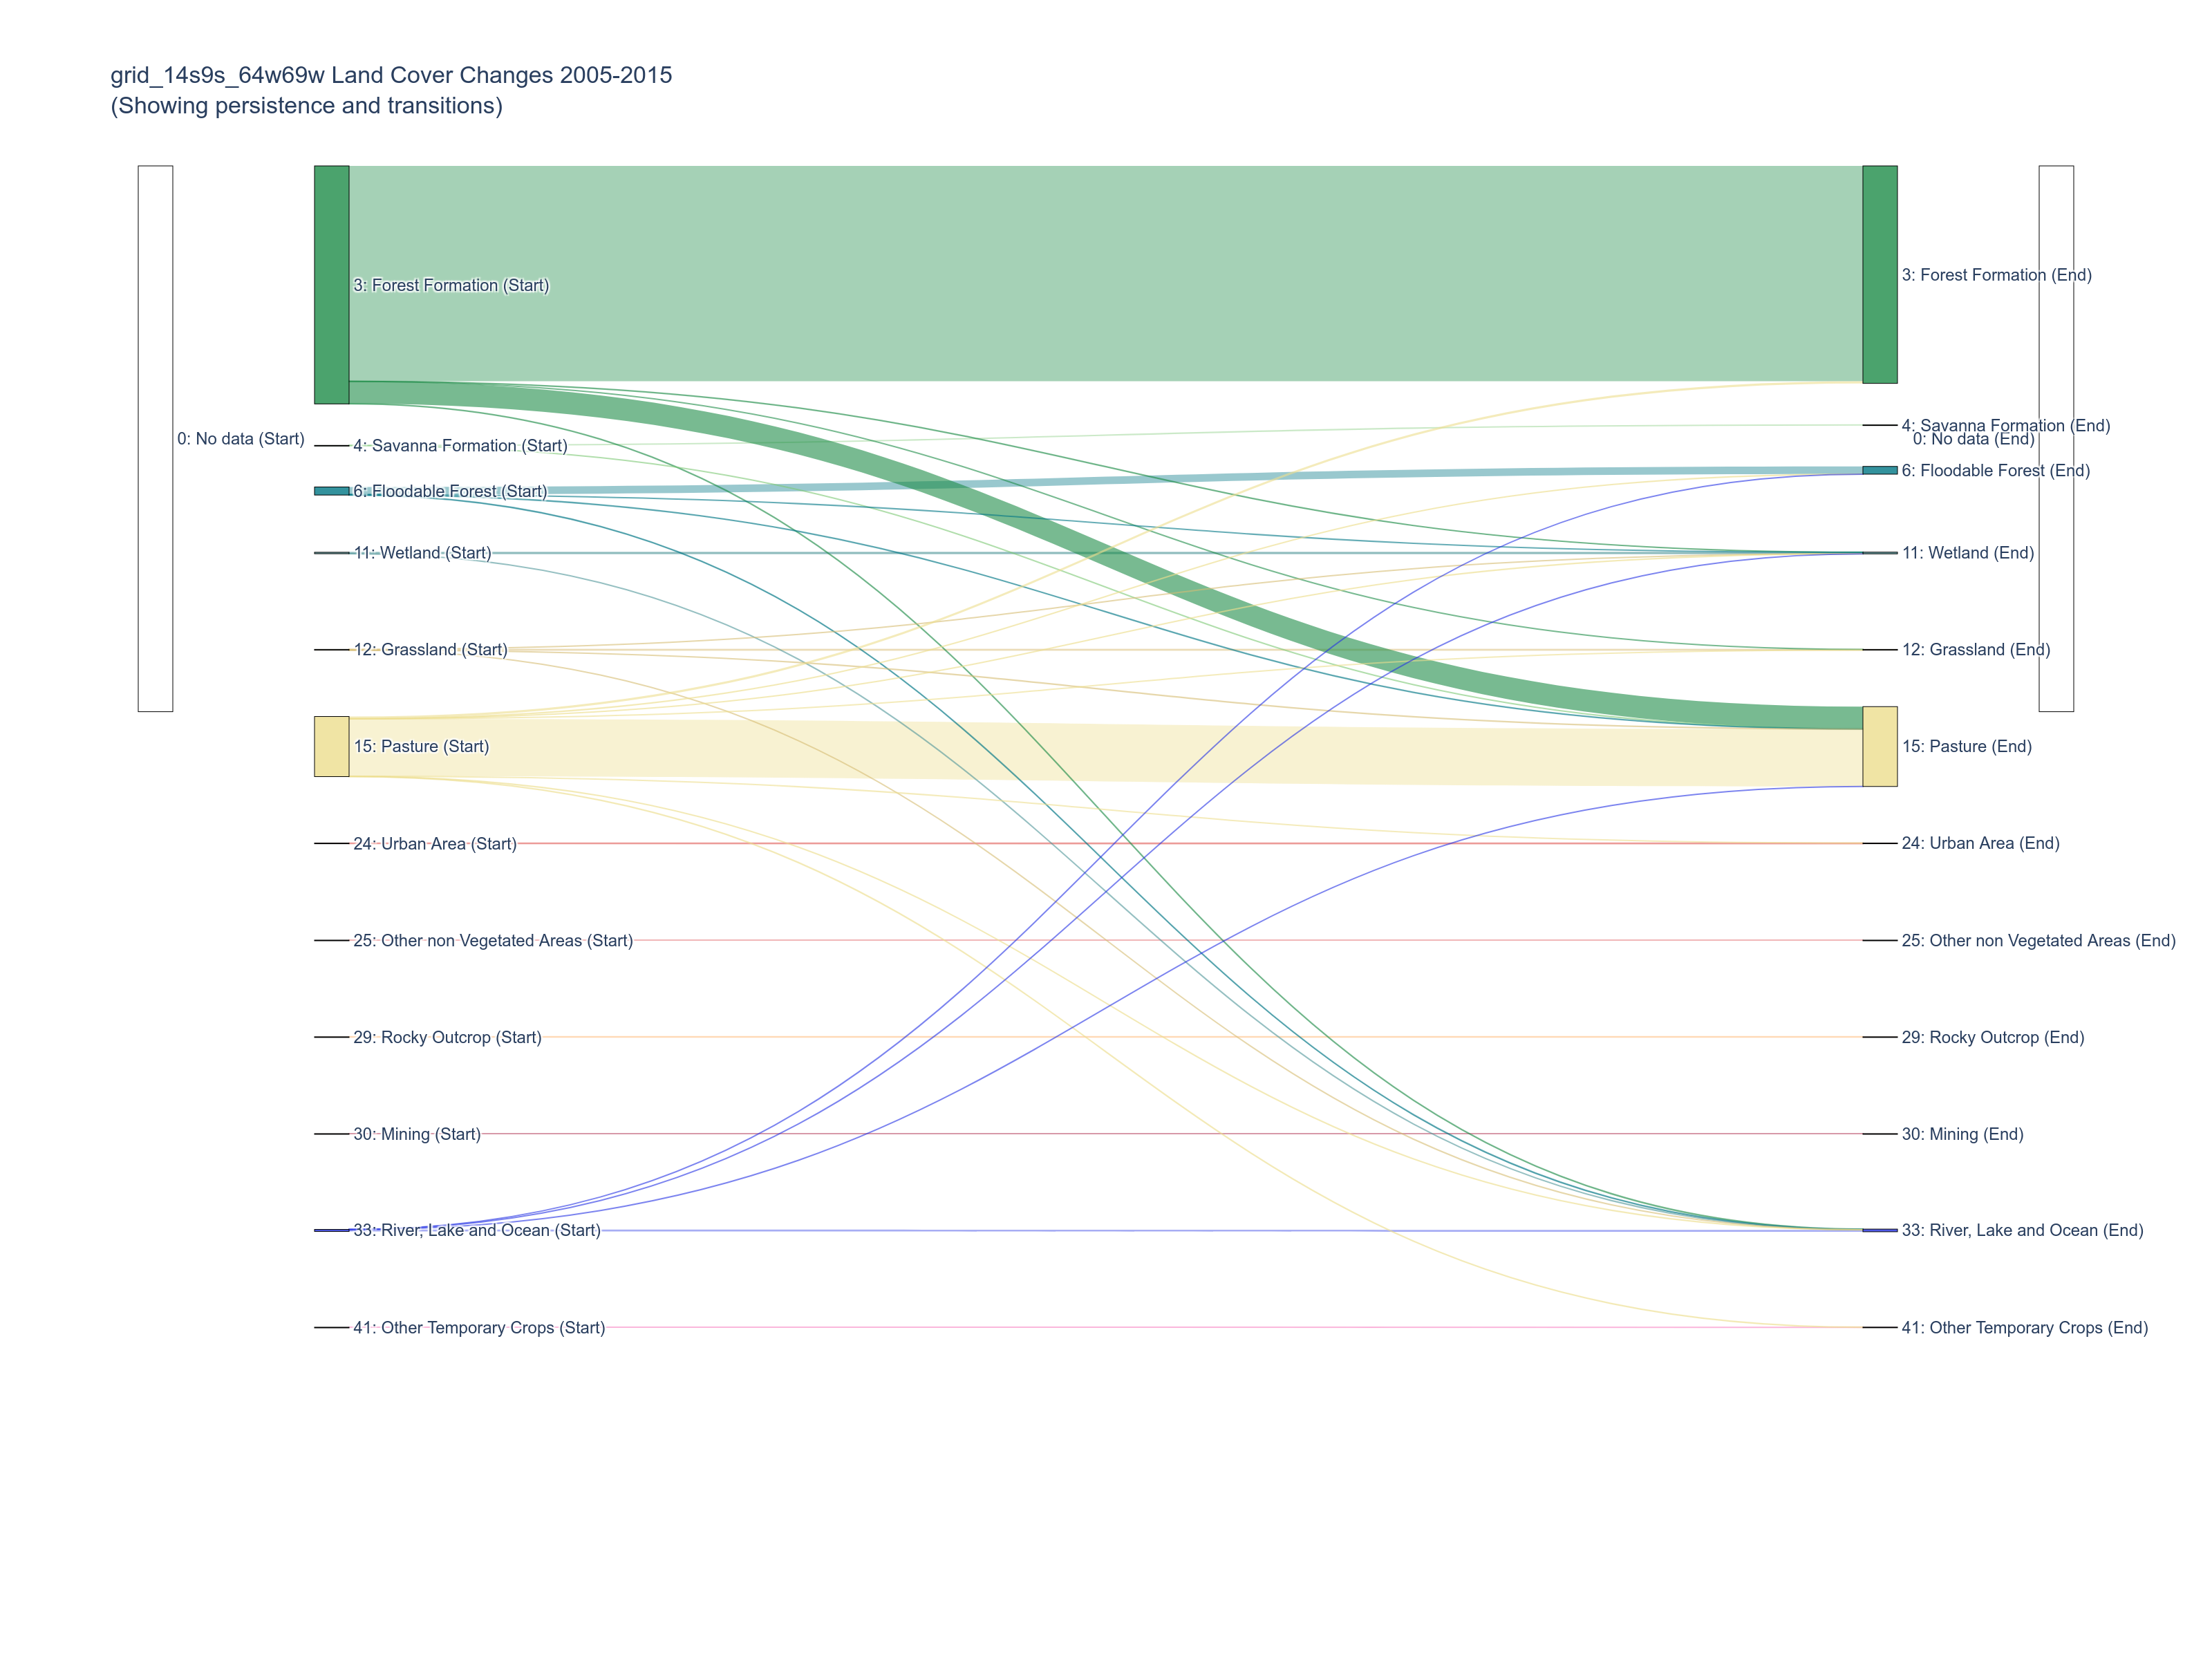 grid_14s9s_64w69w Land Cover Changes 2005-2015
(Showing persistence and transitions)
0: No data (Start)
3: Forest Formation (Start)
4: Savanna Formation (Start)
6: Floodable Forest (Start)
11: Wetland (Start)
12: Grassland (Start)
15: Pasture (Start)
24: Urban Area (Start)
25: Other non Vegetated Areas (Start)
29: Rocky Outcrop (Start)
30: Mining (Start)
33: River, Lake and Ocean (Start)
41: Other Temporary Crops (Start)
3: Forest Formation (End)
4: Savanna Formation (End)
0: No data (End)
6: Floodable Forest (End)
11: Wetland (End)
12: Grassland (End)
15: Pasture (End)
24: Urban Area (End)
25: Other non Vegetated Areas (End)
29: Rocky Outcrop (End)
30: Mining (End)
33: River, Lake and Ocean (End)
41: Other Temporary Crops (End)